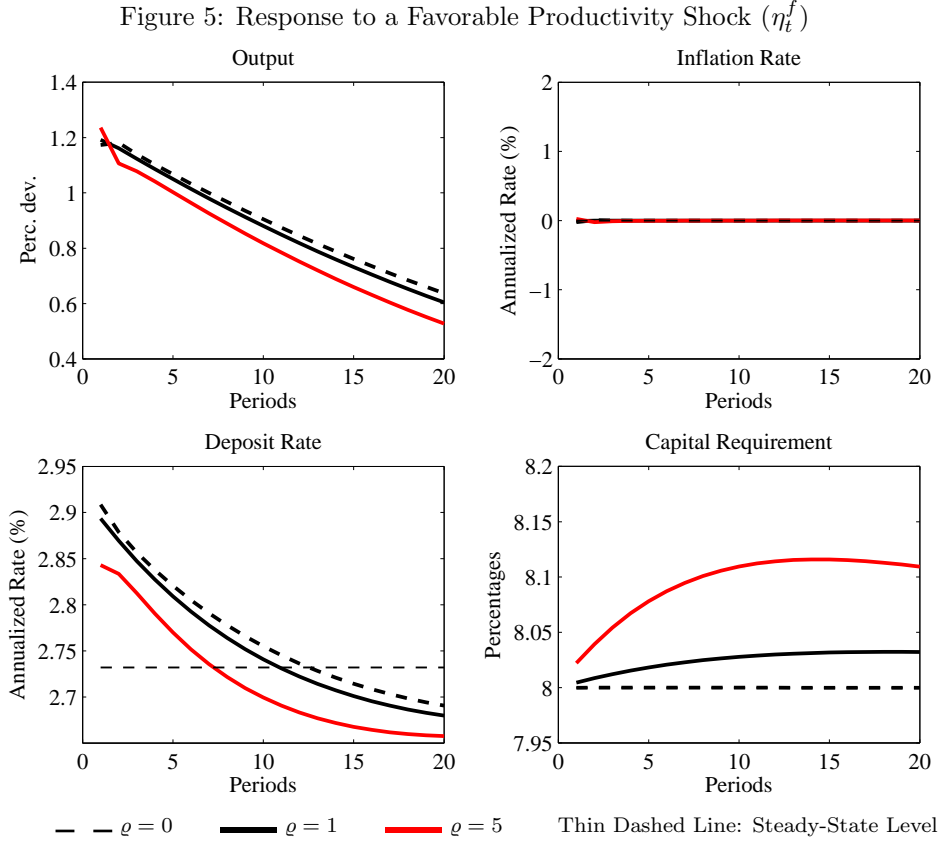 Figure 5: Response to a Favorable Productivity Shock (η_t^f)
Output
Perc. dev.
1.4
1.2
1
0.8
0.6
0.4
0 5 10 15 20
Periods
Inflation Rate
Annualized Rate (%)
2
1
0
−1
−2
0 5 10 15 20
Periods
Deposit Rate
Annualized Rate (%)
2.95
2.9
2.85
2.8
2.75
2.7
0 5 10 15 20
Periods
Capital Requirement
Percentages
8.2
8.15
8.1
8.05
8
7.95
0 5 10 15 20
Periods
ϱ = 0 ϱ = 1 ϱ = 5 Thin Dashed Line: Steady-State Level